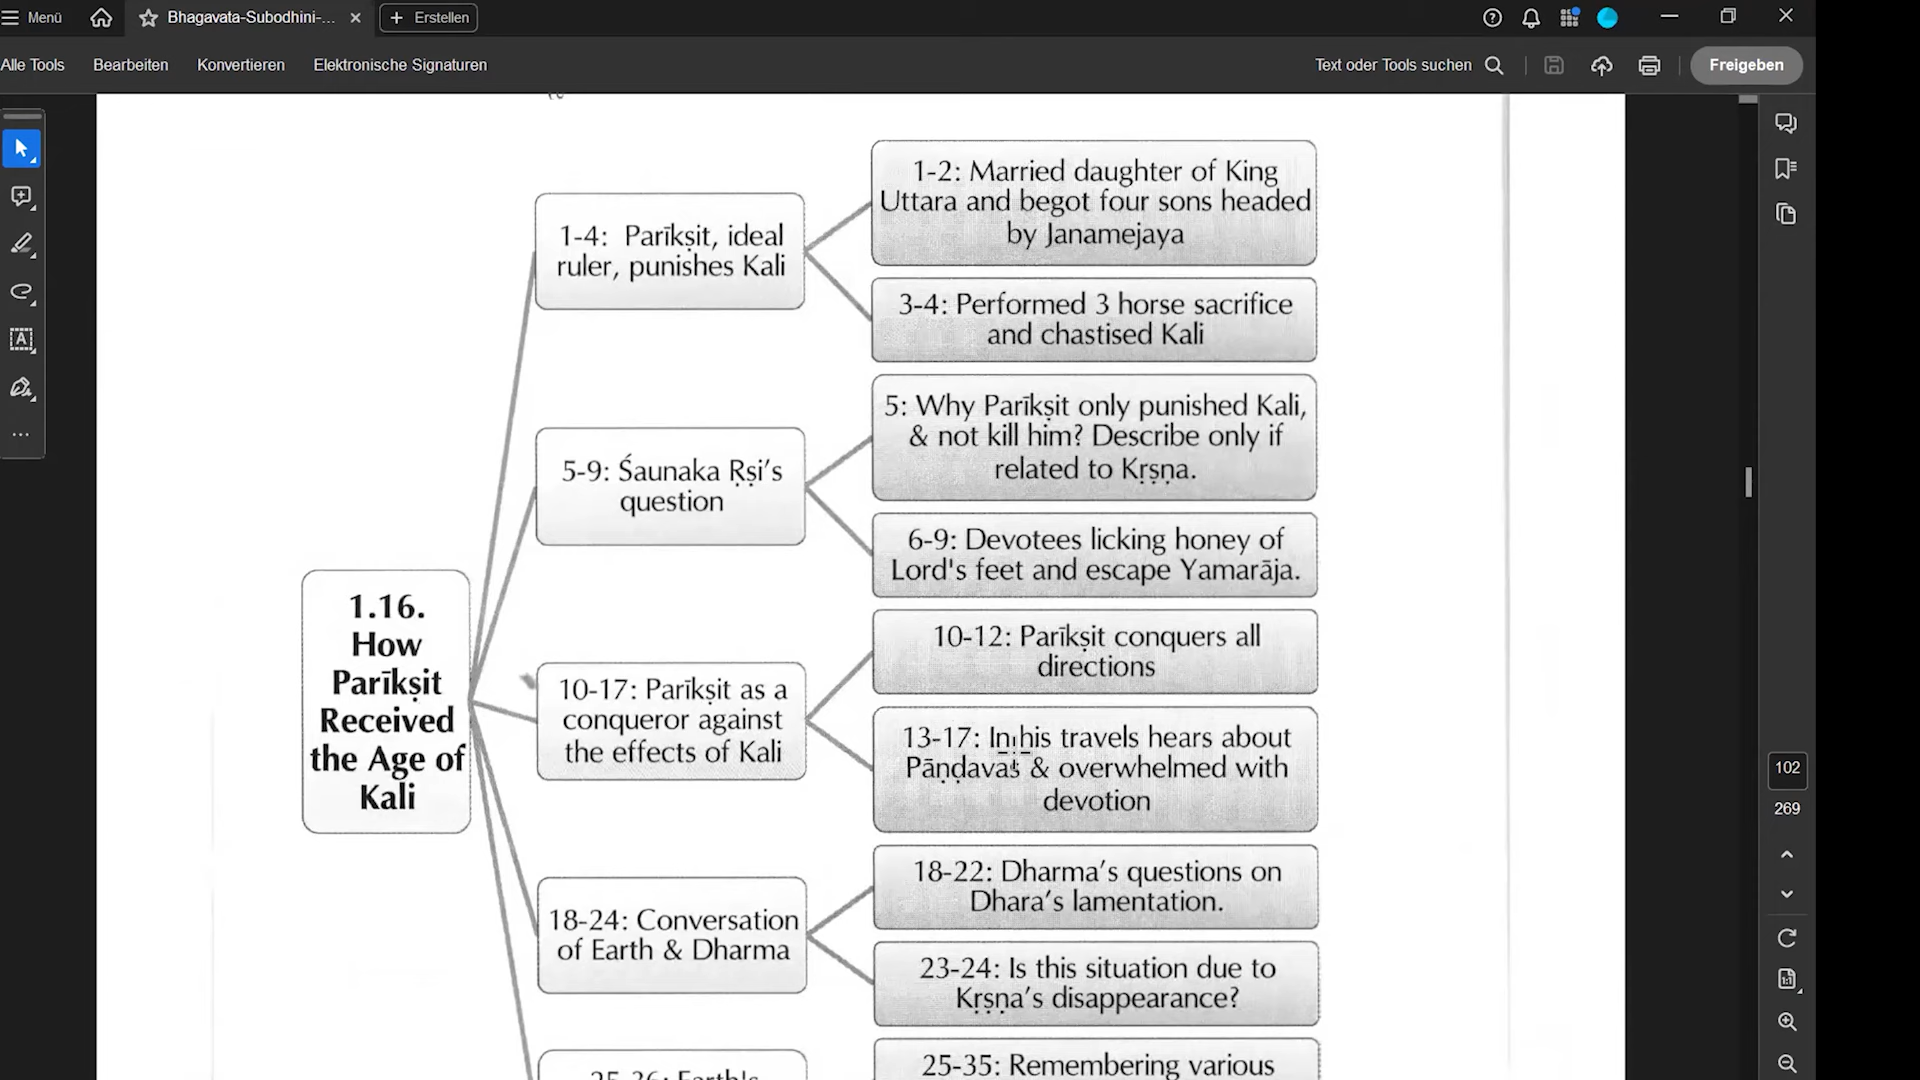 Menü
Bhagavata-Subodhini-...
Erstellen
Alle Tools
Bearbeiten
Konvertieren
Elektronische Signaturen
Text oder Tools suchen
Freigeben
1.16.
How
Parīkṣit
Received
the Age of
Kali
1-4: Parīkṣit, ideal
ruler, punishes Kali
1-2: Married daughter of King
Uttara and begot four sons headed
by Janamejaya
3-4: Performed 3 horse sacrifice
and chastised Kali
5-9: Śaunaka Ṛṣi’s
question
5: Why Parīkṣit only punished Kali,
& not kill him? Describe only if
related to Kṛṣṇa.
6-9: Devotees licking honey of
Lord's feet and escape Yamarāja.
10-17: Parīkṣit as a
conqueror against
the effects of Kali
10-12: Parīkṣit conquers all
directions
13-17: In his travels hears about
Pāṇḍavas & overwhelmed with
devotion
18-24: Conversation
of Earth & Dharma
18-22: Dharma’s questions on
Dhara’s lamentation.
23-24: Is this situation due to
Kṛṣṇa’s disappearance?
25-36: Earth's
25-35: Remembering various
102
269